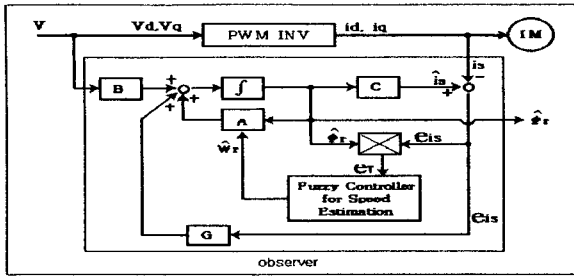 V
Vd,Vq
PWM INV
id, iq
IM
is
B
+
+
+
+
∫
C
îs
+
−
A
ŵr
φ̂r
eis
φ̂r
eT
Fuzzy Controller
for Speed
Estimation
G
eis
observer